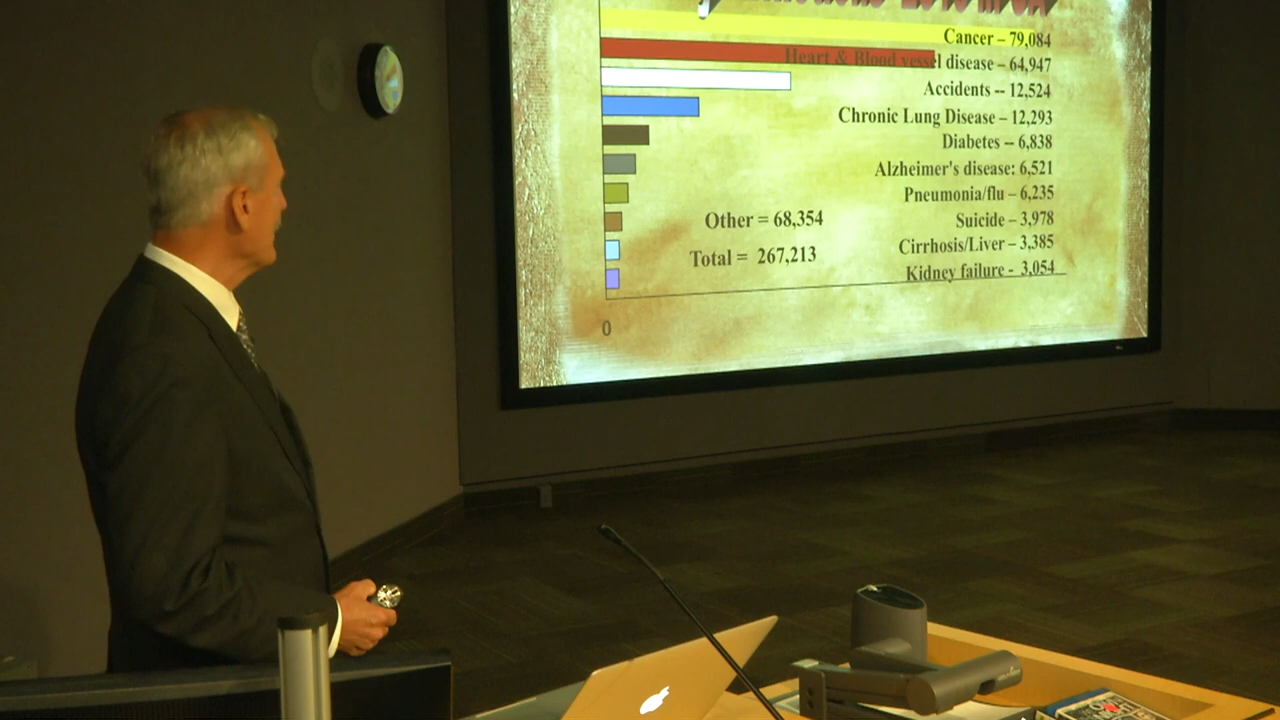 Cancer – 79,084
Heart & Blood vessel disease – 64,947
Accidents -- 12,524
Chronic Lung Disease – 12,293
Diabetes – 6,838
Alzheimer's disease: 6,521
Pneumonia/flu – 6,235
Other = 68,354
Suicide – 3,978
Cirrhosis/Liver – 3,385
Total = 267,213
Kidney failure - 3,054
0